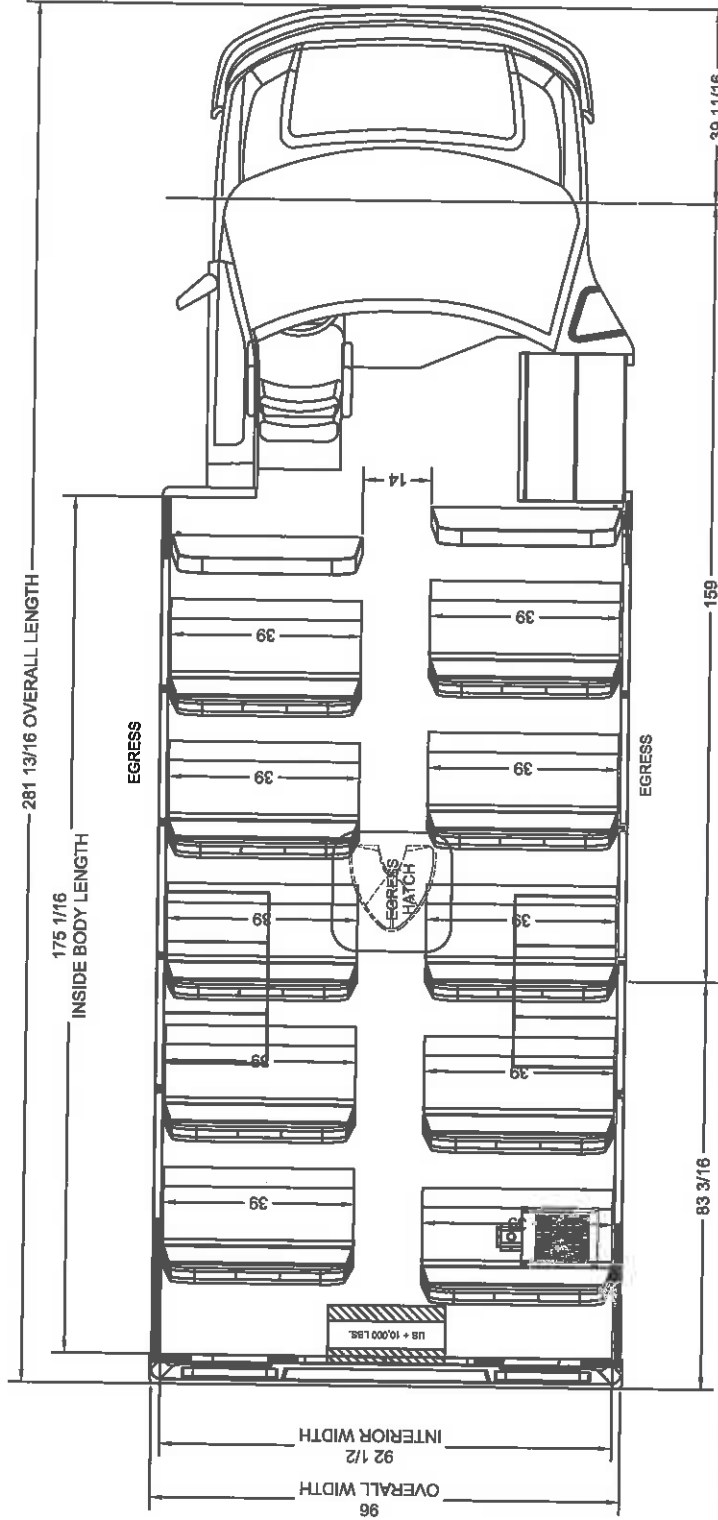 281 13/16 OVERALL LENGTH
175 1/16
INSIDE BODY LENGTH
EGRESS
39 11/16
14
39
39
39
39
159
EGRESS
EGRESS
HATCH
39
39
39
39
39
83 3/16
US + 10,000 LBS.
92 1/2
INTERIOR WIDTH
96
OVERALL WIDTH